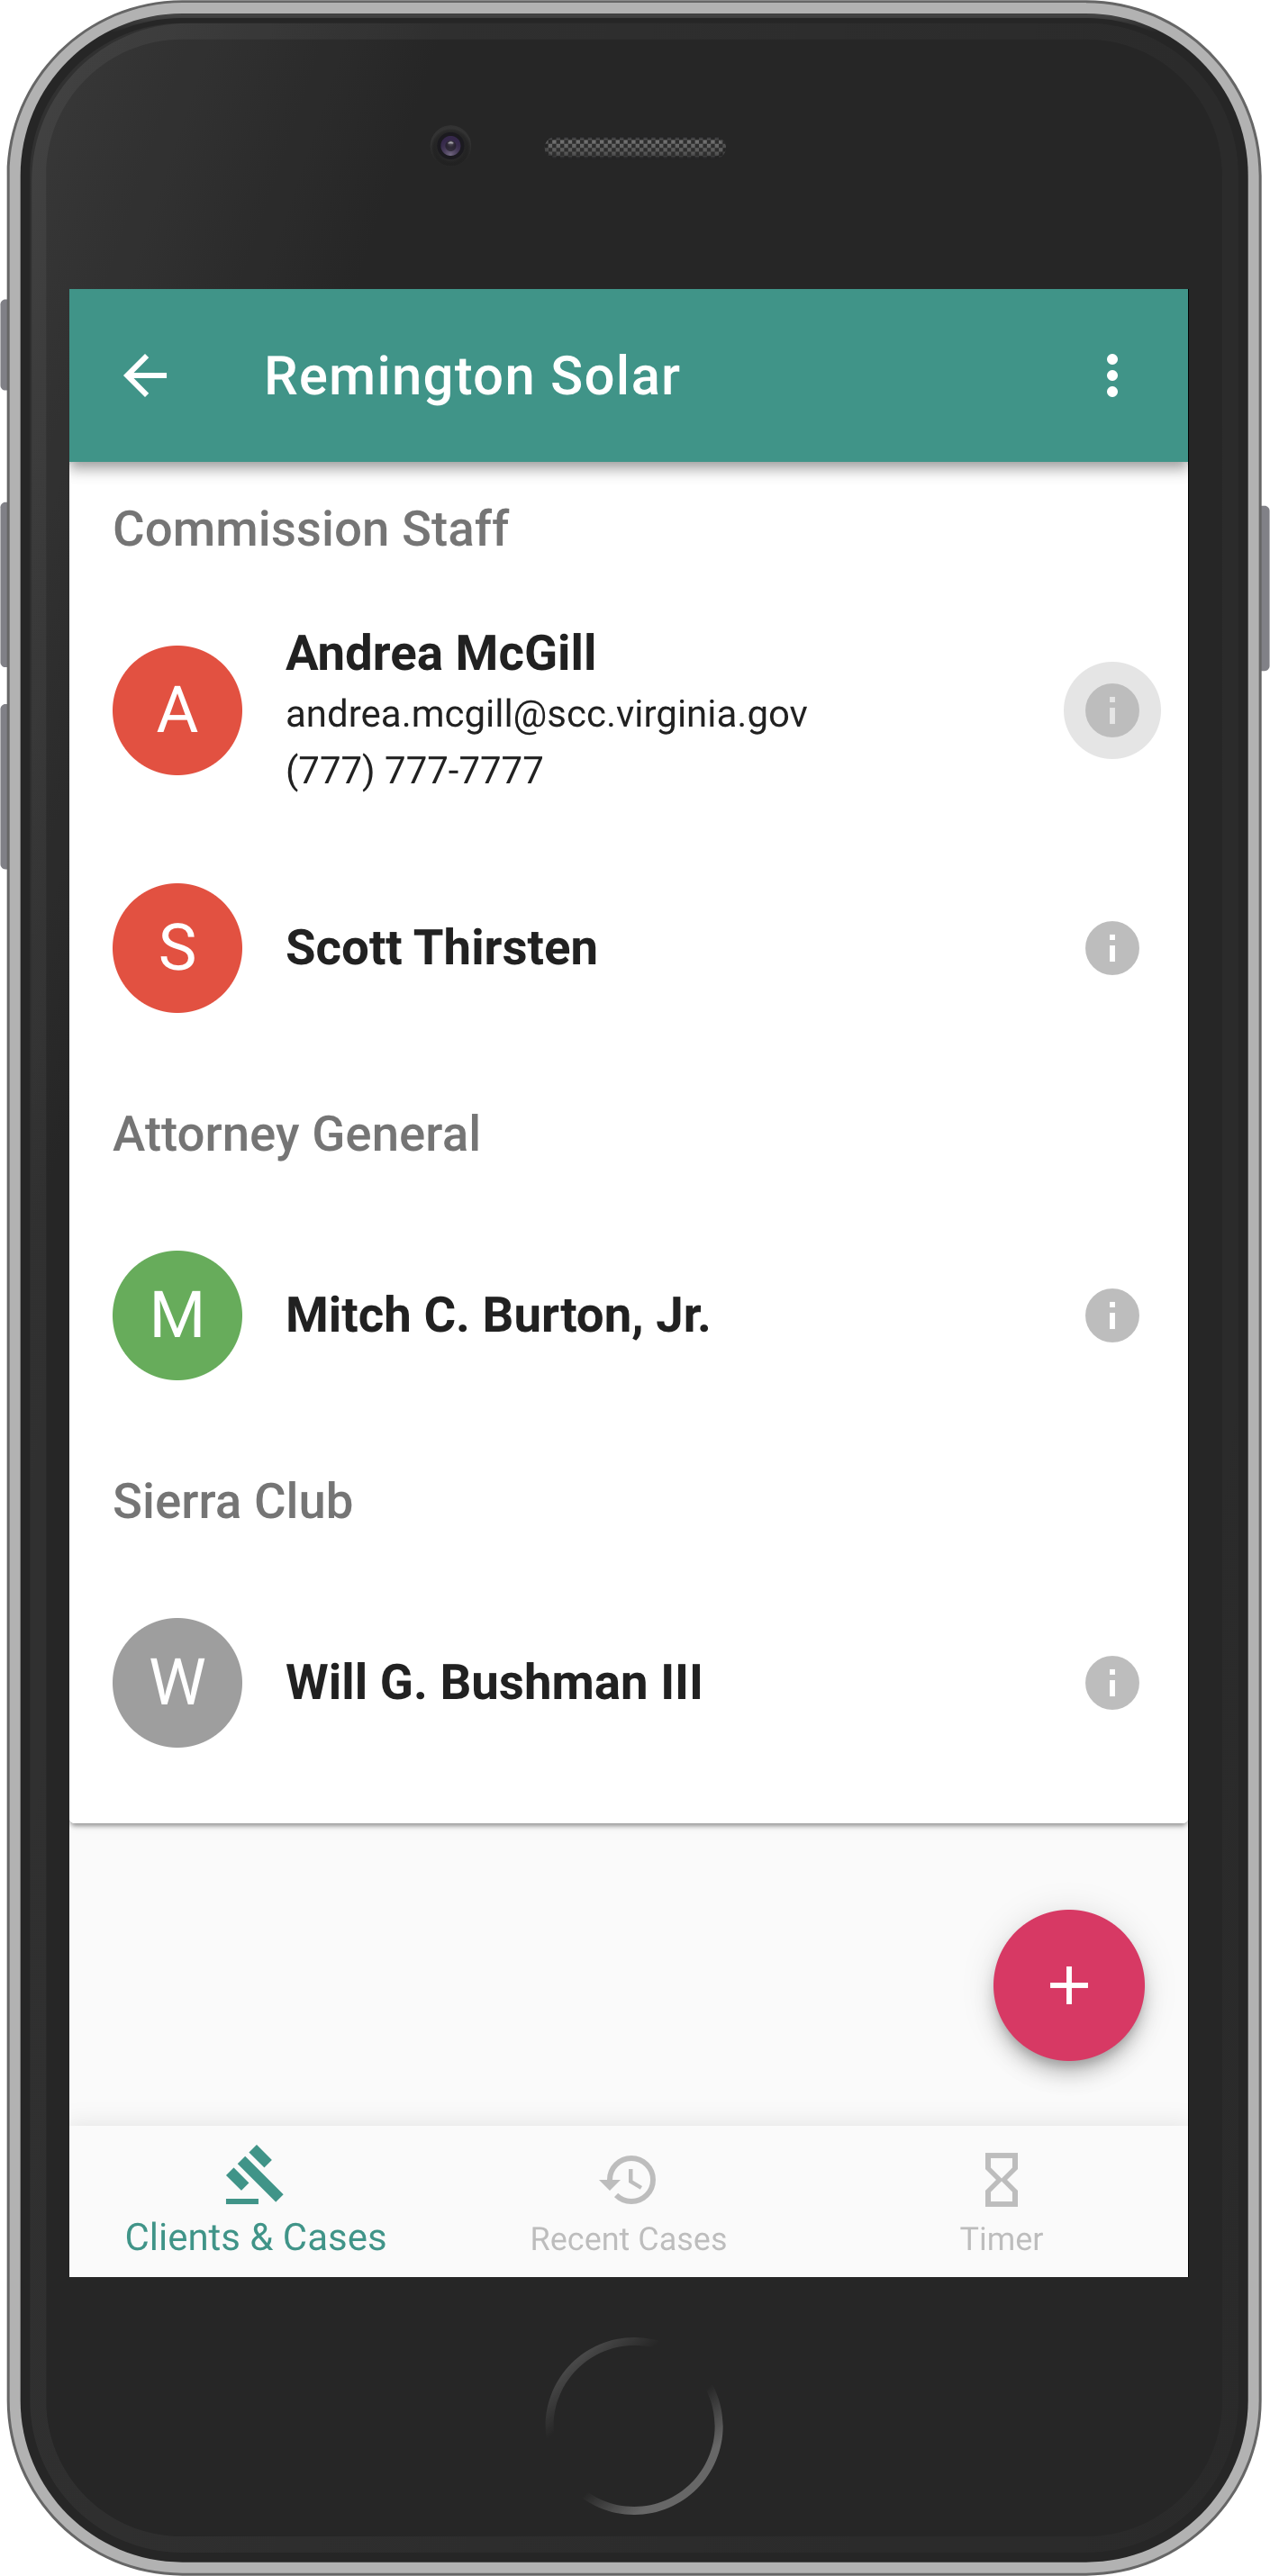 Remington Solar
Commission Staff
A
Andrea McGill
andrea.mcgill@scc.virginia.gov
(777) 777-7777
S
Scott Thirsten
Attorney General
M
Mitch C. Burton, Jr.
Sierra Club
W
Will G. Bushman III
Clients & Cases
Recent Cases
Timer